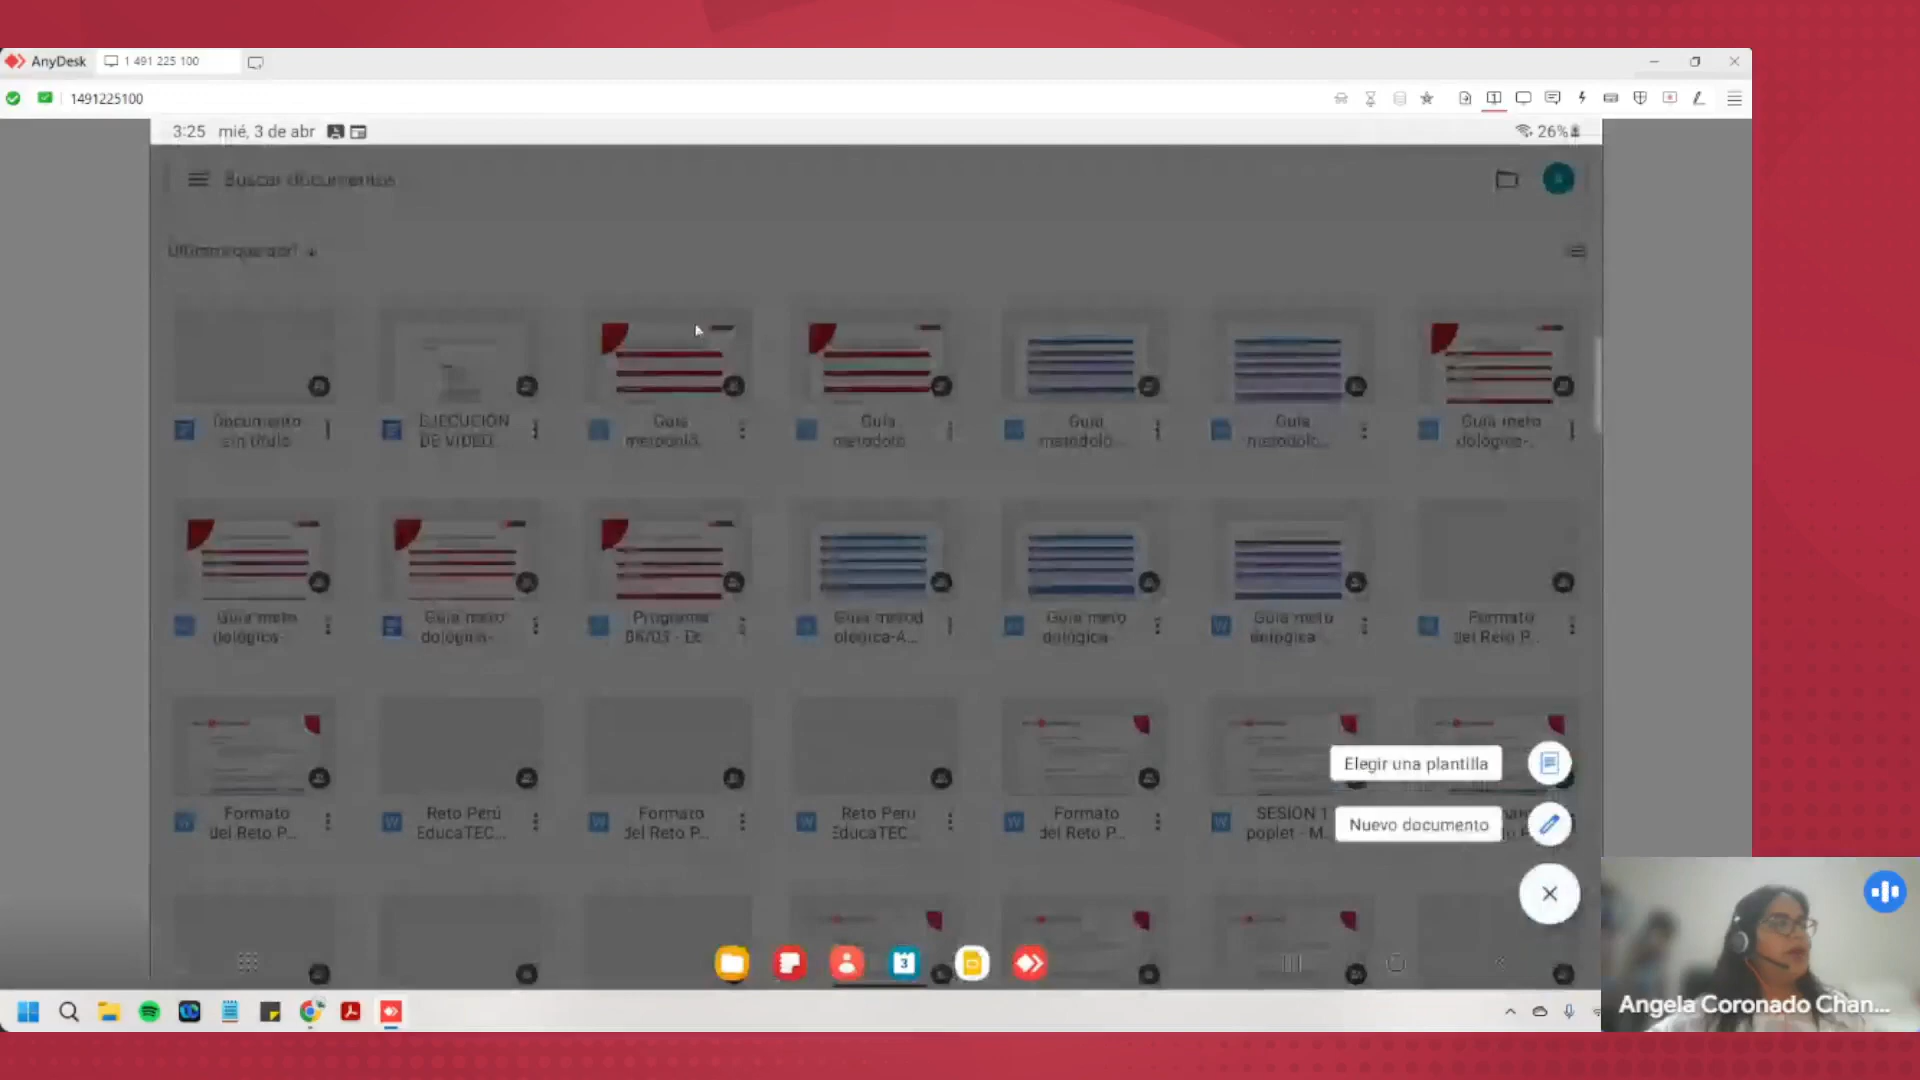 AnyDesk
1 491 225 100
1491225100
3:25 mié, 3 de abr
26%
Buscar documentos
Documento sin título
EJECUCIÓN DE VIDEO
Guía metodoló...
Guía
Guía metodoló...
Guía metodoló...
Guía meto dológica-...
Guía meto dológica-
Guía meto dológica-...
Programa 06/03 -
Guía metod ológica-A...
Guía meto dológica-
Guía meto dológica
Formato del Reto P...
Formato del Reto P...
Reto Perú EducaTEC...
Formato del Reto P...
Reto Perú EducaTEC...
Formato del Reto P...
SESIÓN 1 poplet - M...
Elegir una plantilla
Nuevo documento
3
Angela Coronado Chan...